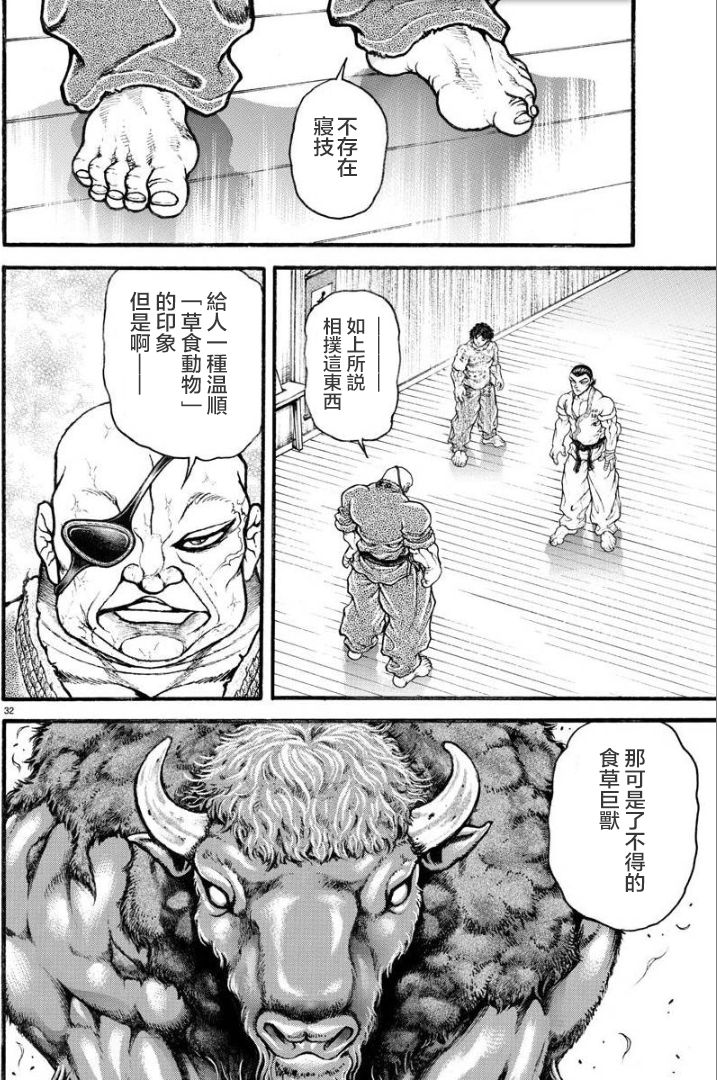 不存在
寢技
———
如上所説
相撲這東西
給人一種溫順
「草食動物」
的印象
但是啊——
32
那可是了不得的
食草巨獸